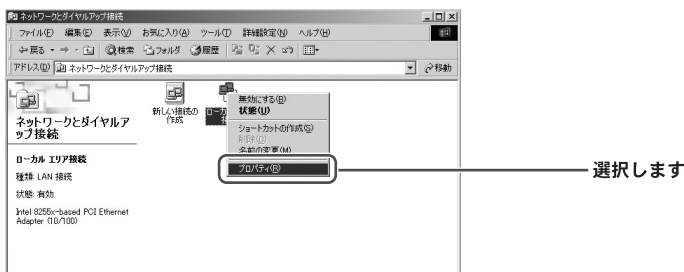 ネットワークとダイヤルアップ接続
ファイル(F) 編集(E) 表示(V) お気に入り(A) ツール(T) 詳細設定(N) ヘルプ(H)
戻る 検索 フォルダ 履歴
アドレス(D) ネットワークとダイヤルアップ接続 移動
ネットワークとダイヤルア
ップ接続
新しい接続の
作成
無効にする(B)
状態(U)
ショートカットの作成(S)
削除(D)
名前の変更(M)
プロパティ(R)
選択します
ローカル エリア接続
種類: LAN 接続
状態: 有効
Intel 8255x-based PCI Ethernet
Adapter (10/100)